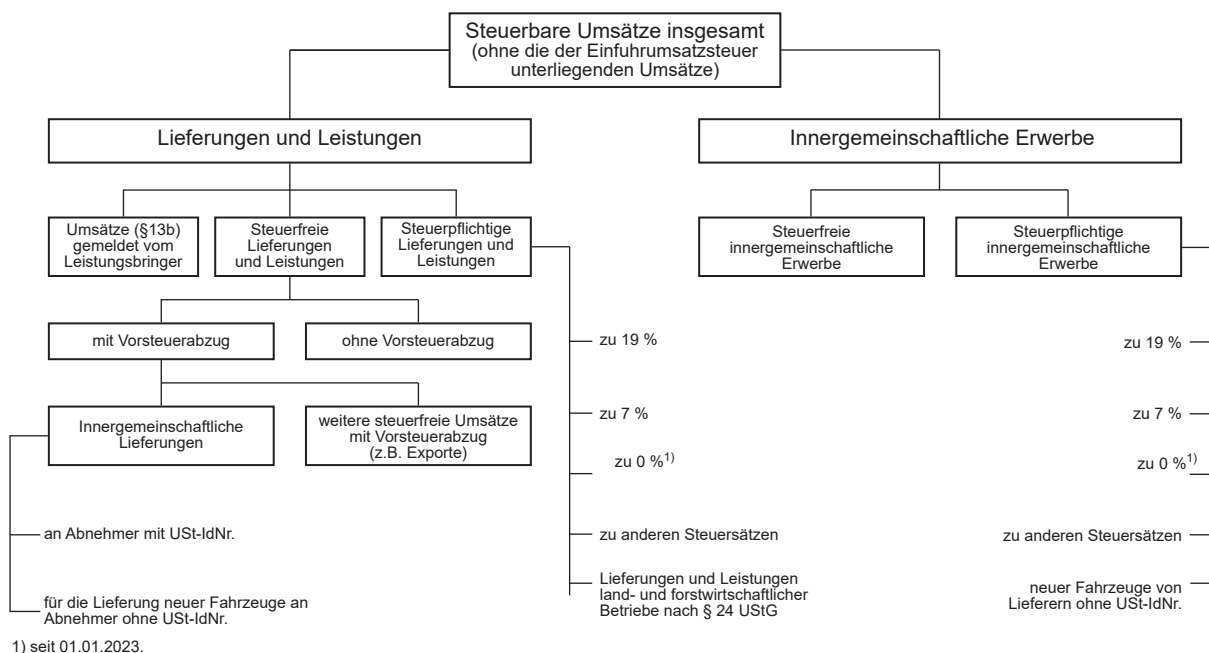 Steuerbare Umsätze insgesamt
(ohne die der Einfuhrumsatzsteuer
unterliegenden Umsätze)
Lieferungen und Leistungen
Innergemeinschaftliche Erwerbe
Umsätze (§13b)
gemeldet vom
Leistungsbringer
Steuerfreie
Lieferungen
und Leistungen
Steuerpflichtige
Lieferungen und
Leistungen
Steuerfreie
innergemeinschaftliche
Erwerbe
Steuerpflichtige
innergemeinschaftliche
Erwerbe
mit Vorsteuerabzug
ohne Vorsteuerabzug
zu 19 %
zu 19 %
Innergemeinschaftliche
Lieferungen
weitere steuerfreie Umsätze
mit Vorsteuerabzug
(z.B. Exporte)
zu 7 %
zu 7 %
zu 0 %1)
zu 0 %1)
an Abnehmer mit USt-IdNr.
zu anderen Steuersätzen
zu anderen Steuersätzen
für die Lieferung neuer Fahrzeuge an
Abnehmer ohne USt-IdNr.
Lieferungen und Leistungen
land- und forstwirtschaftlicher
Betriebe nach § 24 UStG
neuer Fahrzeuge von
Lieferern ohne USt-IdNr.
1) seit 01.01.2023.